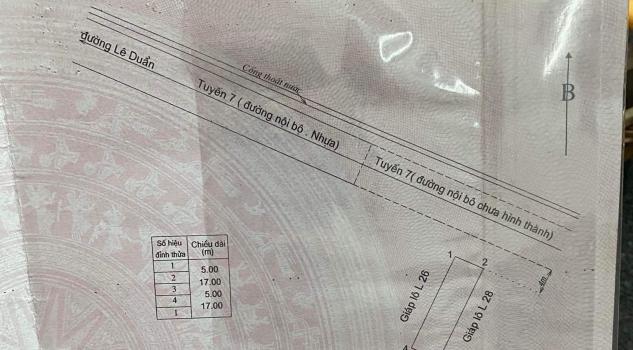 đường Lê Duẩn
Cống thoát nước
Tuyến 7 ( đường nội bộ . Nhựa)
Tuyến 7( đường nội bộ chưa hình thành)
B
Số hiệu đỉnh thửa
Chiều dài (m)
1
5.00
2
17.00
3
5.00
4
17.00
1
1
2
4m
Giáp lô L 26
Giáp lô L 28
4